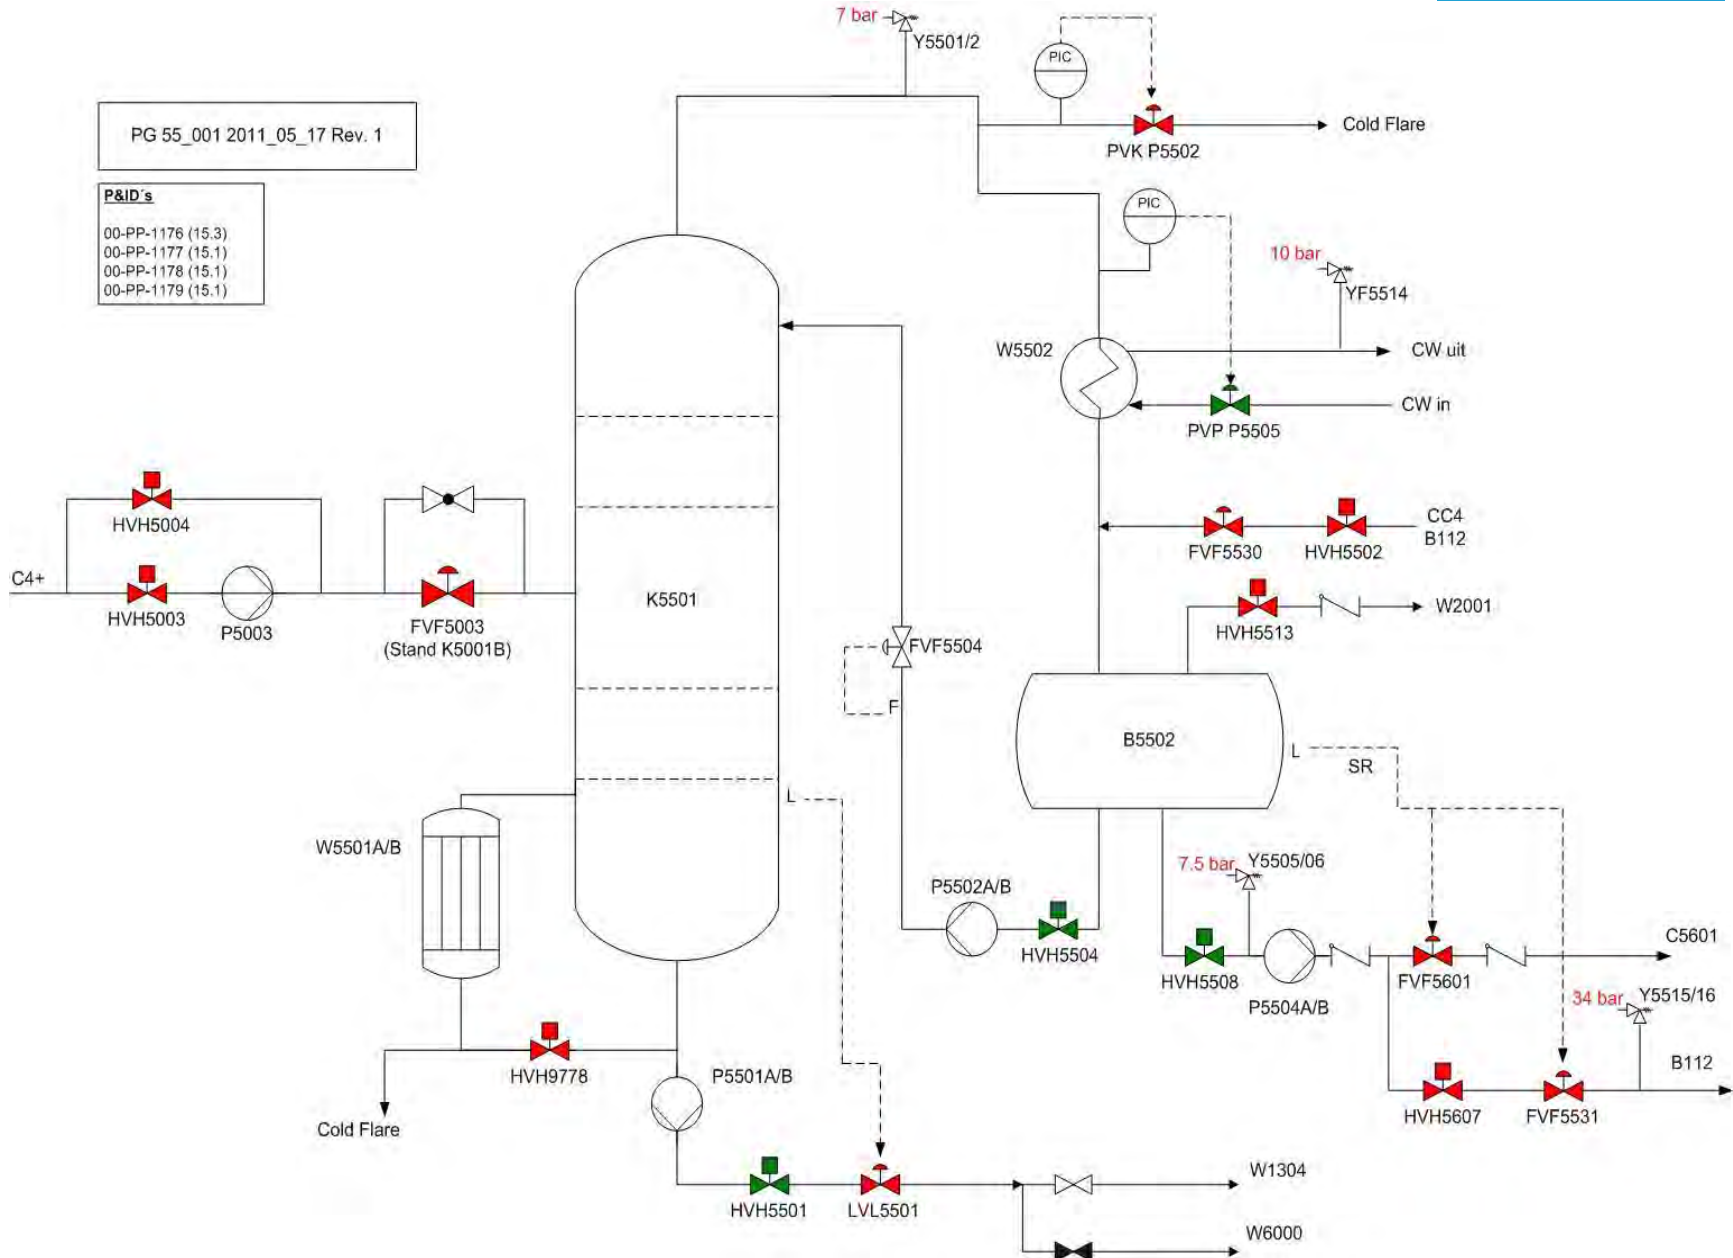 7 bar
Y5501/2
PIC
Cold Flare
PVK P5502
PG 55_001 2011_05_17 Rev. 1
P&ID´s
00-PP-1176 (15.3)
00-PP-1177 (15.1)
00-PP-1178 (15.1)
00-PP-1179 (15.1)
PIC
10 bar
YF5514
W5502
CW uit
CW in
PVP P5505
HVH5004
C4+
HVH5003
P5003
FVF5003
(Stand K5001B)
K5501
FVF5504
F
CC4
B112
FVF5530
HVH5502
W2001
HVH5513
B5502
L
SR
L
W5501A/B
P5502A/B
HVH5504
7.5 bar
Y5505/06
HVH5508
P5504A/B
FVF5601
C5601
34 bar
Y5515/16
B112
HVH5607
FVF5531
HVH9778
P5501A/B
Cold Flare
HVH5501
LVL5501
W1304
W6000